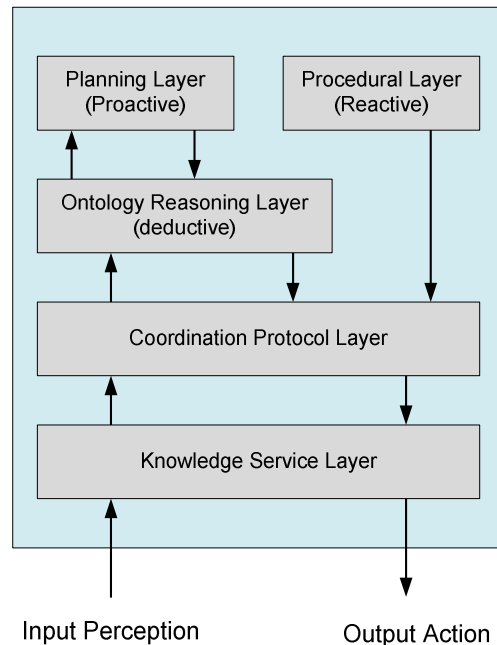 Planning Layer
(Proactive)
Procedural Layer
(Reactive)
Ontology Reasoning Layer
(deductive)
Coordination Protocol Layer
Knowledge Service Layer
Input Perception
Output Action